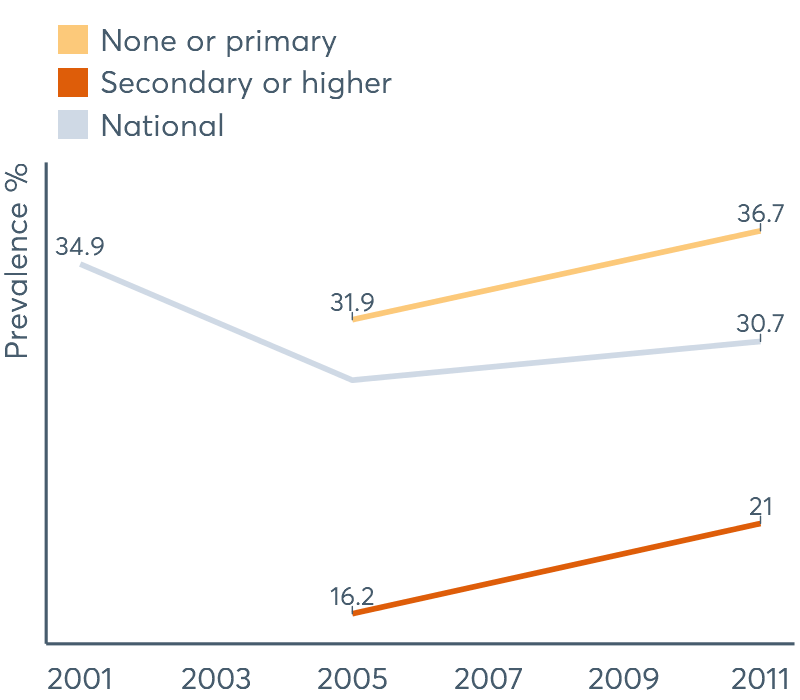 None or primary
Secondary or higher
National
Prevalence %
34.9
31.9
36.7
30.7
16.2
21
2001 2003 2005 2007 2009 2011